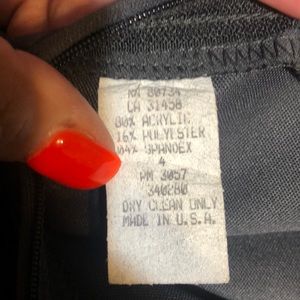 RN 80734
CA 31458
80% ACRYLIC
16% POLYESTER
04% SPANDEX
4
PM 3057
340280
DRY CLEAN ONLY
MADE IN U.S.A.